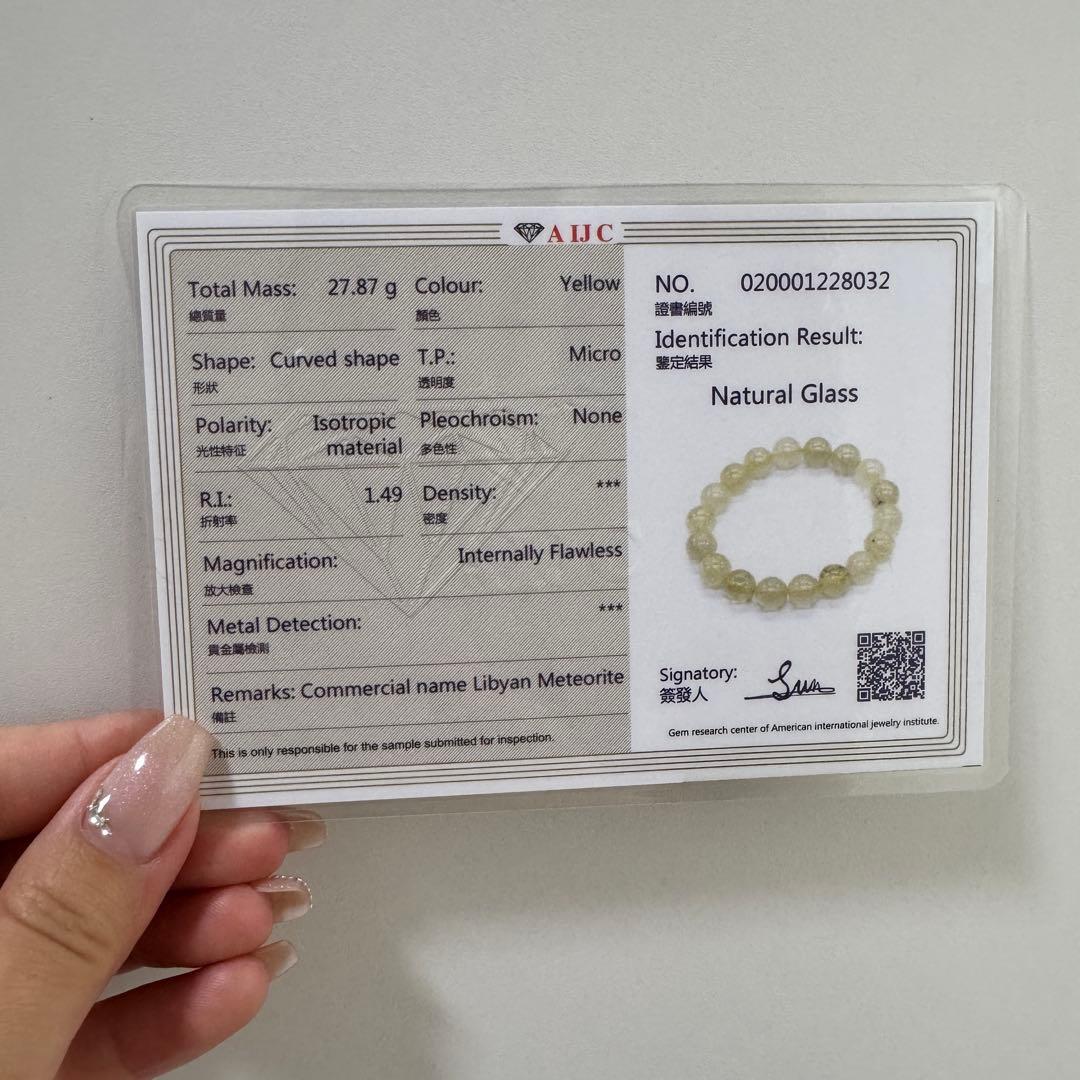 AIJC
Total Mass: 27.87 g
總質量
Colour: Yellow
顏色
Shape: Curved shape
形狀
T.P.: Micro
透明度
Polarity: Isotropic material
光性特征
Pleochroism: None
多色性
R.I.: 1.49
折射率
Density: ***
密度
Magnification: Internally Flawless
放大檢查
Metal Detection: ***
貴金屬檢測
Remarks: Commercial name Libyan Meteorite
備註
This is only responsible for the sample submitted for inspection.
NO. 020001228032
證書編號
Identification Result:
鑒定結果
Natural Glass
Signatory:
簽發人
Gem research center of American international jewelry institute.